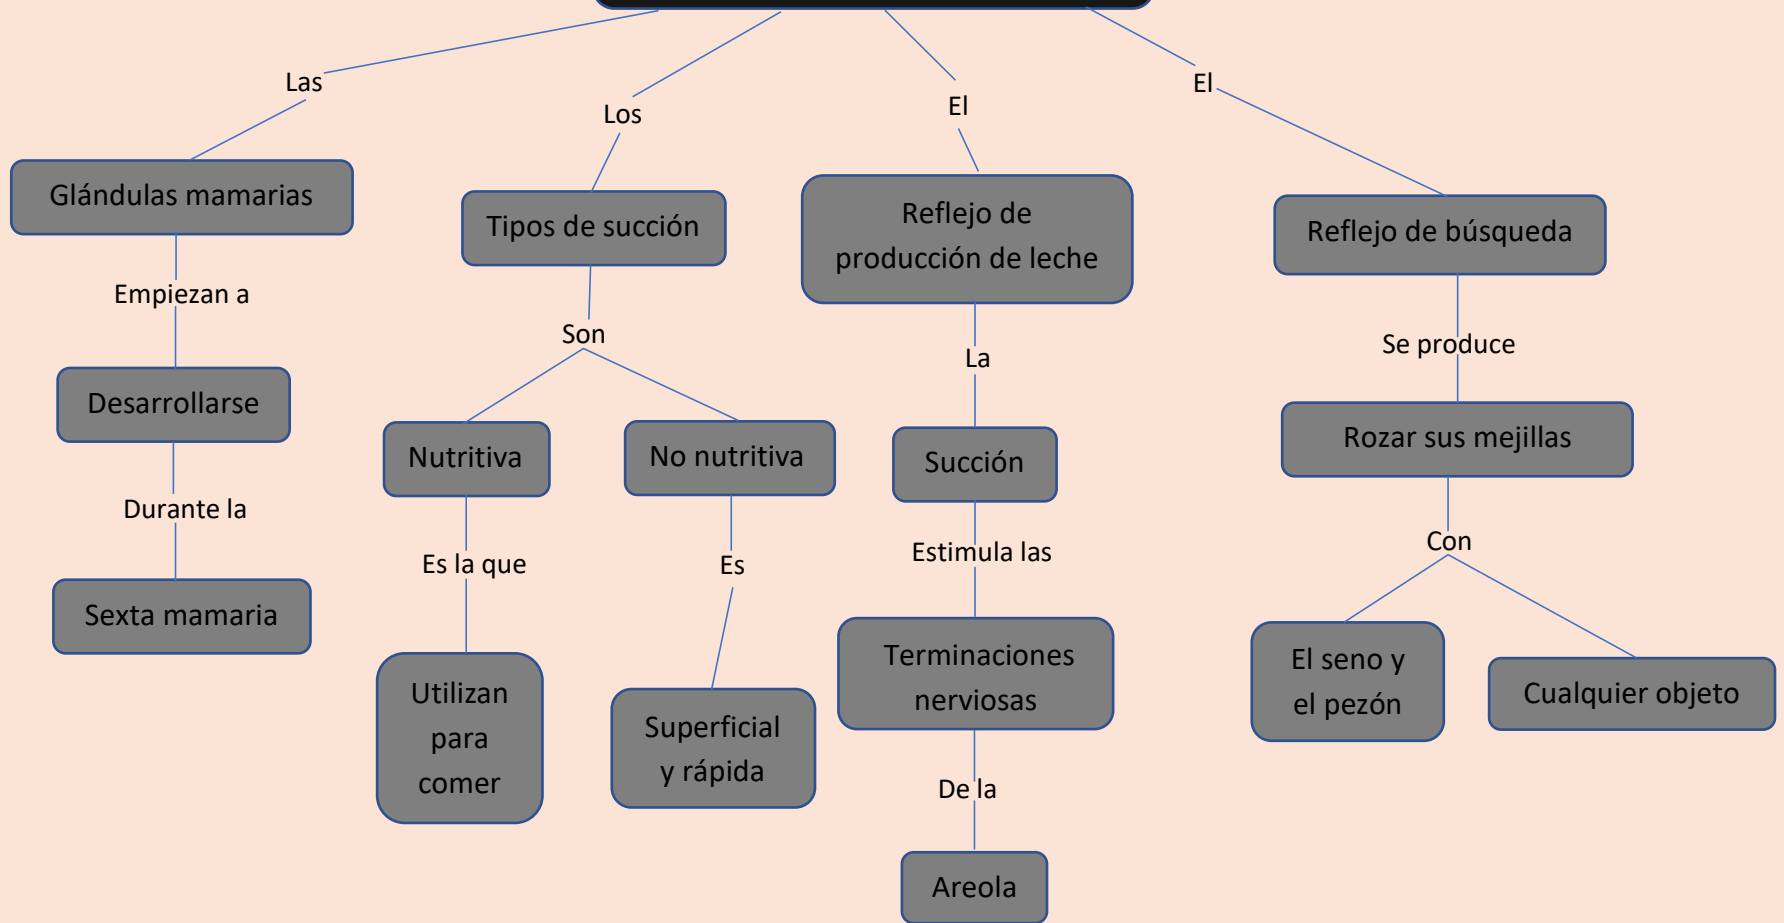 Las
Glándulas mamarias
Empiezan a
Desarrollarse
Durante la
Sexta mamaria
Los
Tipos de succión
Son
Nutritiva
Es la que
Utilizan
para
comer
No nutritiva
Es
Superficial
y rápida
El
Reflejo de
producción de leche
La
Succión
Estimula las
Terminaciones
nerviosas
De la
Areola
El
Reflejo de búsqueda
Se produce
Rozar sus mejillas
Con
El seno y
el pezón
Cualquier objeto